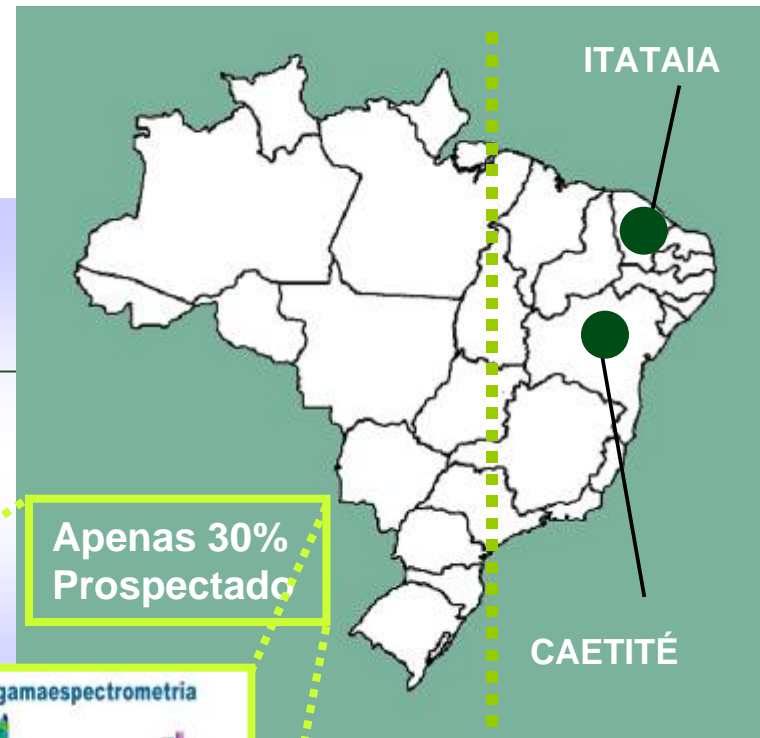 ITATAIA
Apenas 30%
Prospectado
CAETITÉ
gamaespectrometria